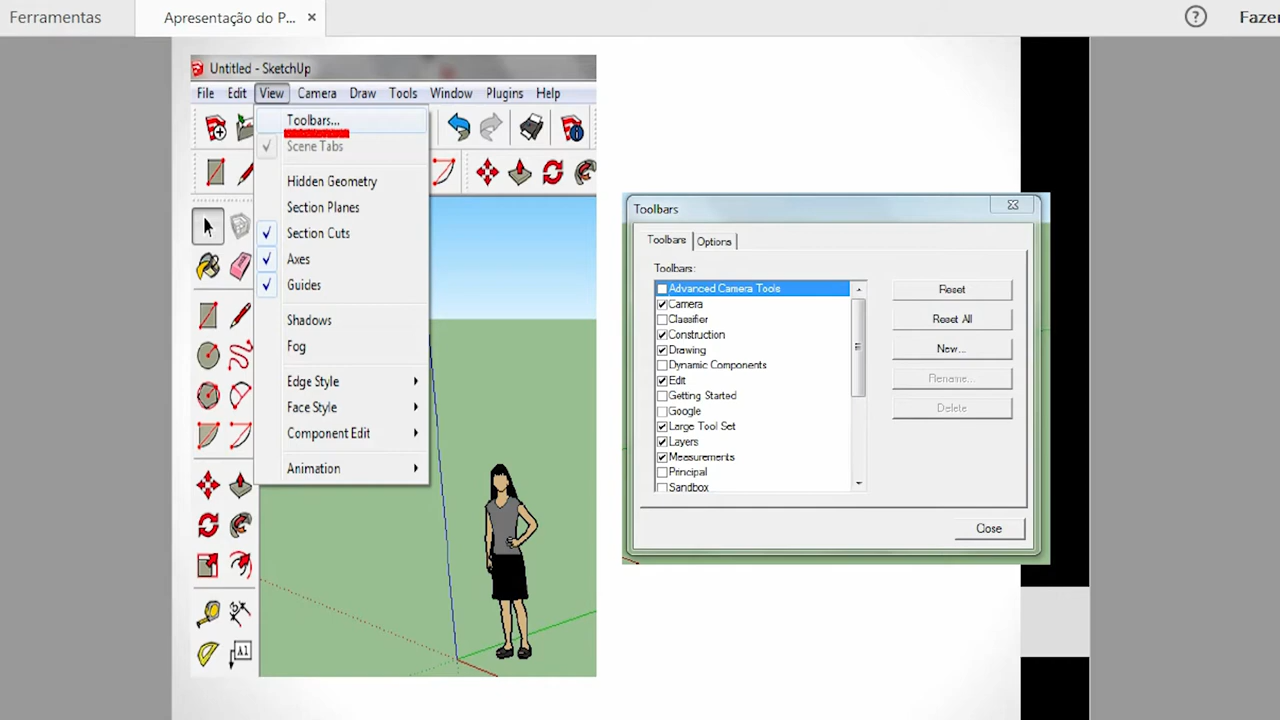 Ferramentas
Apresentação do P... ×
? Fazer
Untitled - SketchUp
File Edit View Camera Draw Tools Window Plugins Help
Toolbars...
Scene Tabs
Hidden Geometry
Section Planes
Section Cuts
Axes
Guides
Shadows
Fog
Edge Style
Face Style
Component Edit
Animation
A1
Toolbars
Toolbars Options
Toolbars:
Advanced Camera Tools
Camera
Classifier
Construction
Drawing
Dynamic Components
Edit
Getting Started
Google
Large Tool Set
Layers
Measurements
Principal
Sandbox
Reset
Reset All
New...
Rename...
Delete
Close